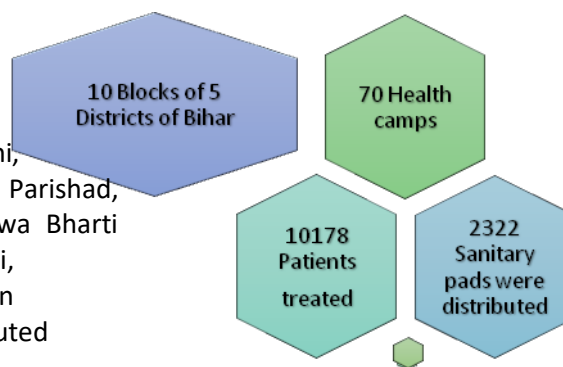 10 Blocks of 5
Districts of Bihar
70 Health
camps
Parishad,
Bharti
10178
Patients
treated
2322
Sanitary
pads were
distributed